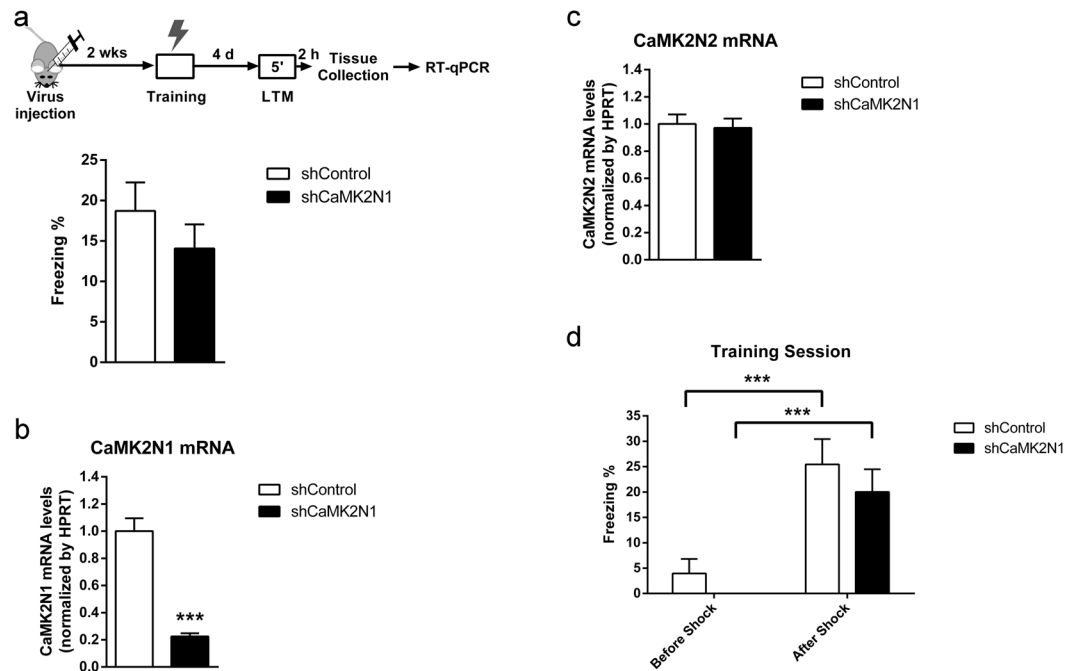 a
2 wks
4 d
5'
2 h
Tissue
Collection
RT-qPCR
Virus
injection
Training
LTM
25
20
15
10
5
0
Freezing %
shControl
shCaMK2N1
b
CaMK2N1 mRNA
1.4
1.2
1.0
0.8
0.6
0.4
0.2
0.0
CaMK2N1 mRNA levels
(normalized by HPRT)
***
shControl
shCaMK2N1
c
CaMK2N2 mRNA
1.4
1.2
1.0
0.8
0.6
0.4
0.2
0.0
CaMK2N2 mRNA levels
(normalized by HPRT)
shControl
shCaMK2N1
d
Training Session
***
***
35
30
25
20
15
10
5
0
Freezing %
Before Shock
After Shock
shControl
shCaMK2N1